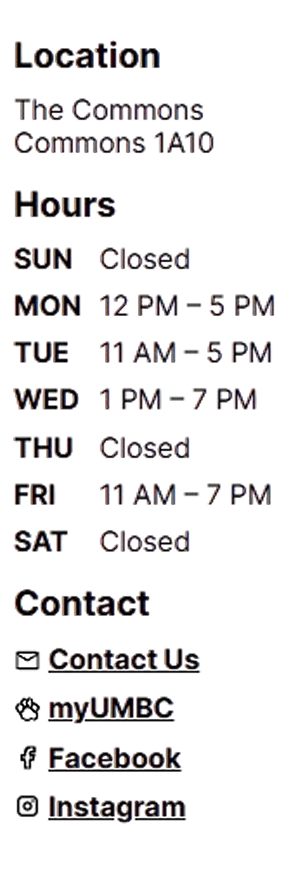 Location
The Commons
Commons 1A10
Hours
SUN Closed
MON 12 PM – 5 PM
TUE 11 AM – 5 PM
WED 1 PM – 7 PM
THU Closed
FRI 11 AM – 7 PM
SAT Closed
Contact
Contact Us
myUMBC
Facebook
Instagram